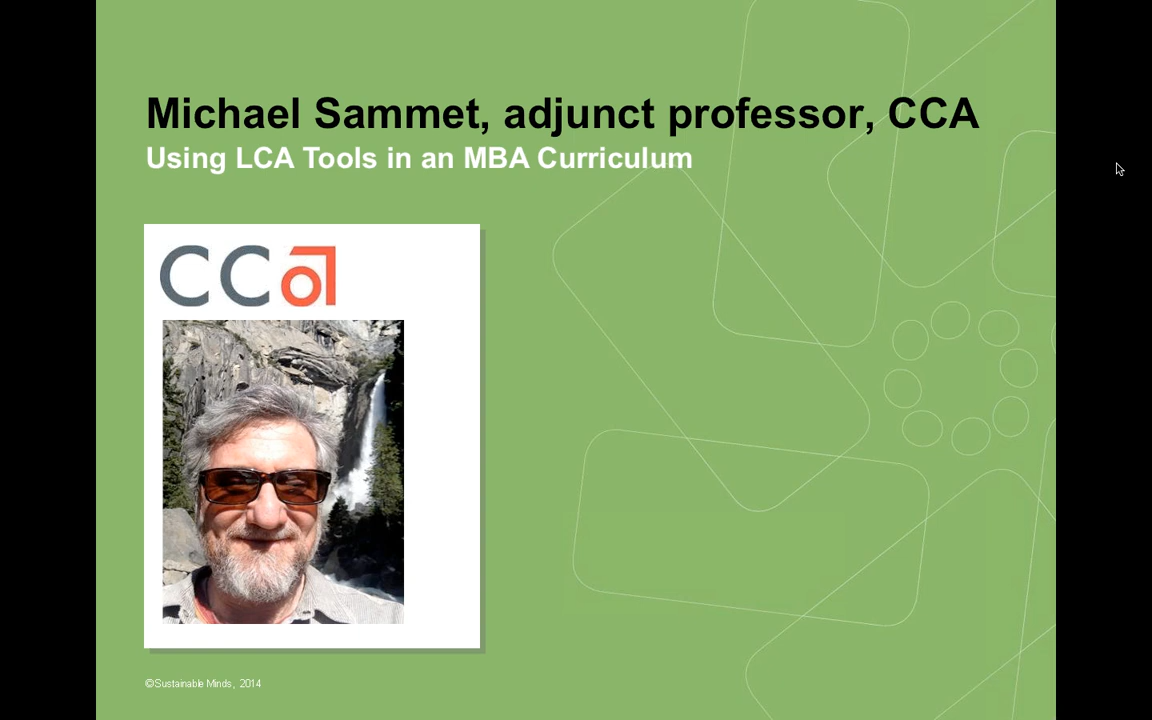 Michael Sammet, adjunct professor, CCA
Using LCA Tools in an MBA Curriculum
CCa
©Sustainable Minds, 2014